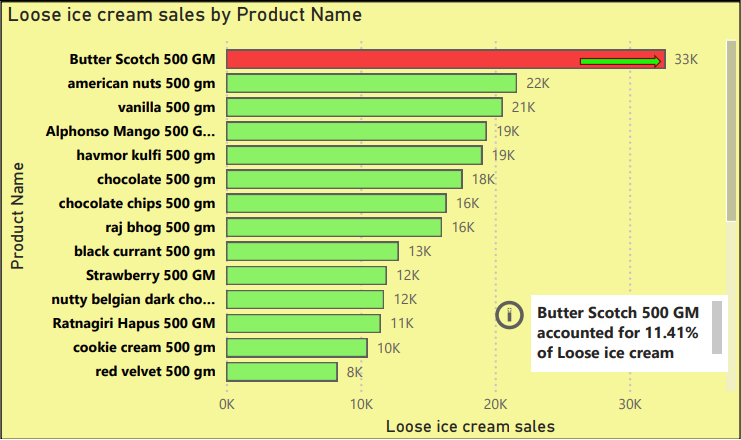 Loose ice cream sales by Product Name
Product Name
Butter Scotch 500 GM 33K
american nuts 500 gm 22K
vanilla 500 gm 21K
Alphonso Mango 500 G... 19K
havmor kulfi 500 gm 19K
chocolate 500 gm 18K
chocolate chips 500 gm 16K
raj bhog 500 gm 16K
black currant 500 gm 13K
Strawberry 500 GM 12K
nutty belgian dark cho... 12K
Ratnagiri Hapus 500 GM 11K
cookie cream 500 gm 10K
red velvet 500 gm 8K
Butter Scotch 500 GM
accounted for 11.41%
of Loose ice cream
0K 10K 20K 30K
Loose ice cream sales